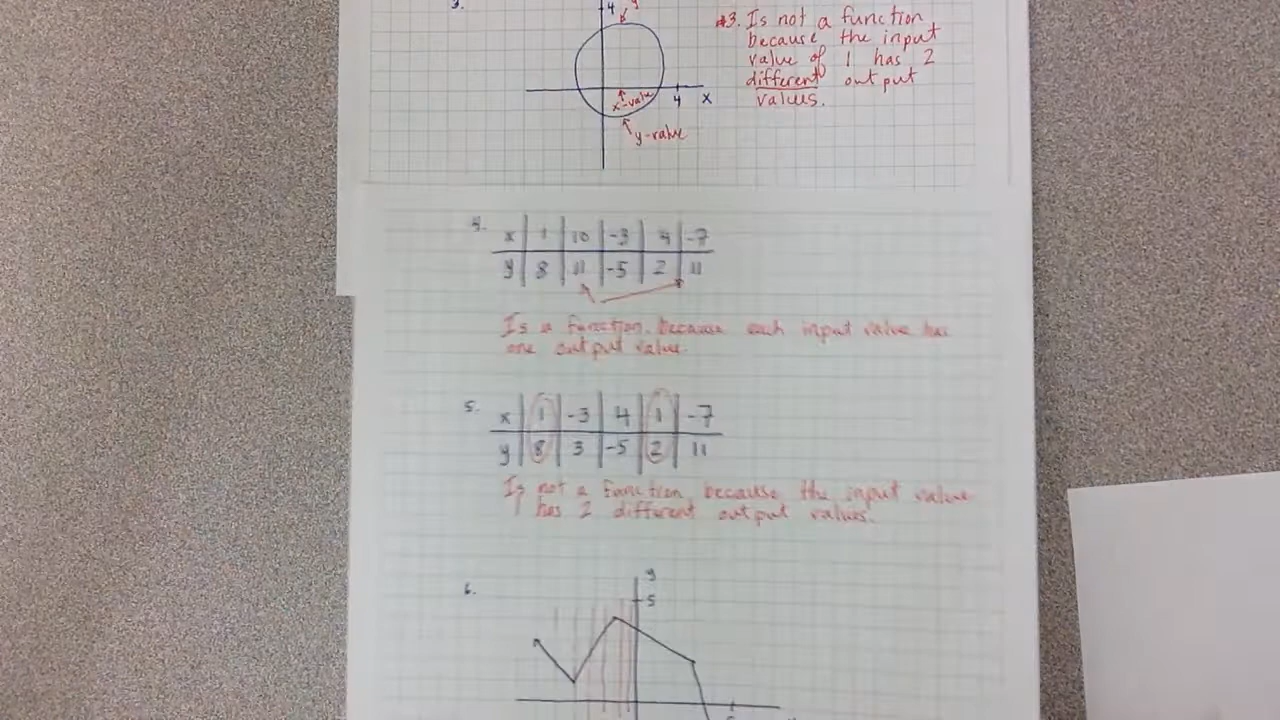 3.
4
y
#3. Is not a function
because the input
value of 1 has 2
different output
values.
x-value
4
x
y-value
4.
x 1 10 -3 4 -7
y 8 11 -5 2 11
Is a function, because each input value has
one output value.
5.
x 1 -3 4 1 -7
y 8 3 -5 2 11
Is not a function, because the input value
1 has 2 different output values.
6.
y
5